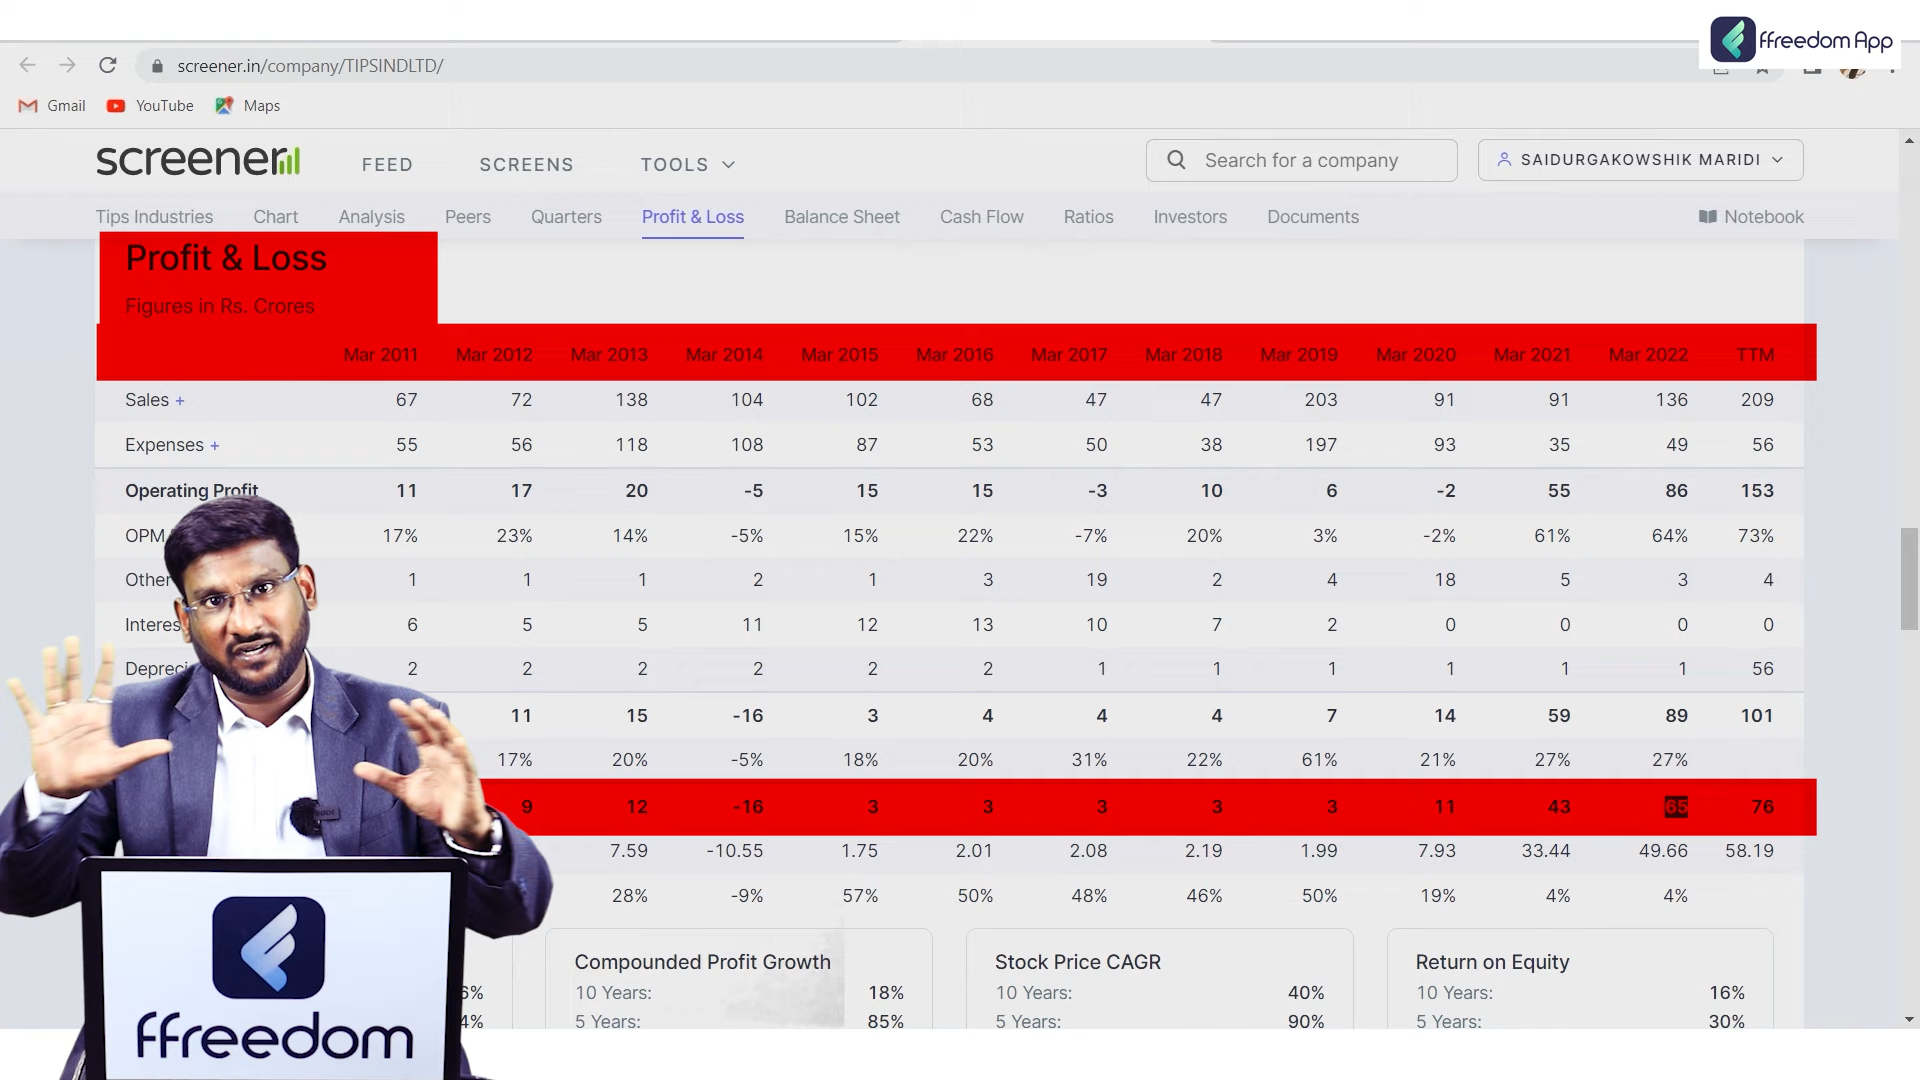 ffreedom App
screener.in/company/TIPSINDLTD/
Gmail YouTube Maps
screener FEED SCREENS TOOLS Search for a company SAIDURGAKOWSHIK MARIDI
Tips Industries Chart Analysis Peers Quarters Profit & Loss Balance Sheet Cash Flow Ratios Investors Documents Notebook
Profit & Loss
Figures in Rs. Crores
Mar 2011 Mar 2012 Mar 2013 Mar 2014 Mar 2015 Mar 2016 Mar 2017 Mar 2018 Mar 2019 Mar 2020 Mar 2021 Mar 2022 TTM
Sales + 67 72 138 104 102 68 47 47 203 91 91 136 209
Expenses + 55 56 118 108 87 53 50 38 197 93 35 49 56
Operating Profit 11 17 20 -5 15 15 -3 10 6 -2 55 86 153
OPM 17% 23% 14% -5% 15% 22% -7% 20% 3% -2% 61% 64% 73%
Other 1 1 1 2 1 3 19 2 4 18 5 3 4
Interes 6 5 5 11 12 13 10 7 2 0 0 0 0
Depreci 2 2 2 2 2 2 1 1 1 1 1 1 56
11 15 -16 3 4 4 4 7 14 59 89 101
17% 20% -5% 18% 20% 31% 22% 61% 21% 27% 27%
9 12 -16 3 3 3 3 3 11 43 65 76
7.59 -10.55 1.75 2.01 2.08 2.19 1.99 7.93 33.44 49.66 58.19
28% -9% 57% 50% 48% 46% 50% 19% 4% 4%
Compounded Profit Growth Stock Price CAGR Return on Equity
6% 10 Years: 18% 10 Years: 40% 10 Years: 16%
4% 5 Years: 85% 5 Years: 90% 5 Years: 30%
ffreedom